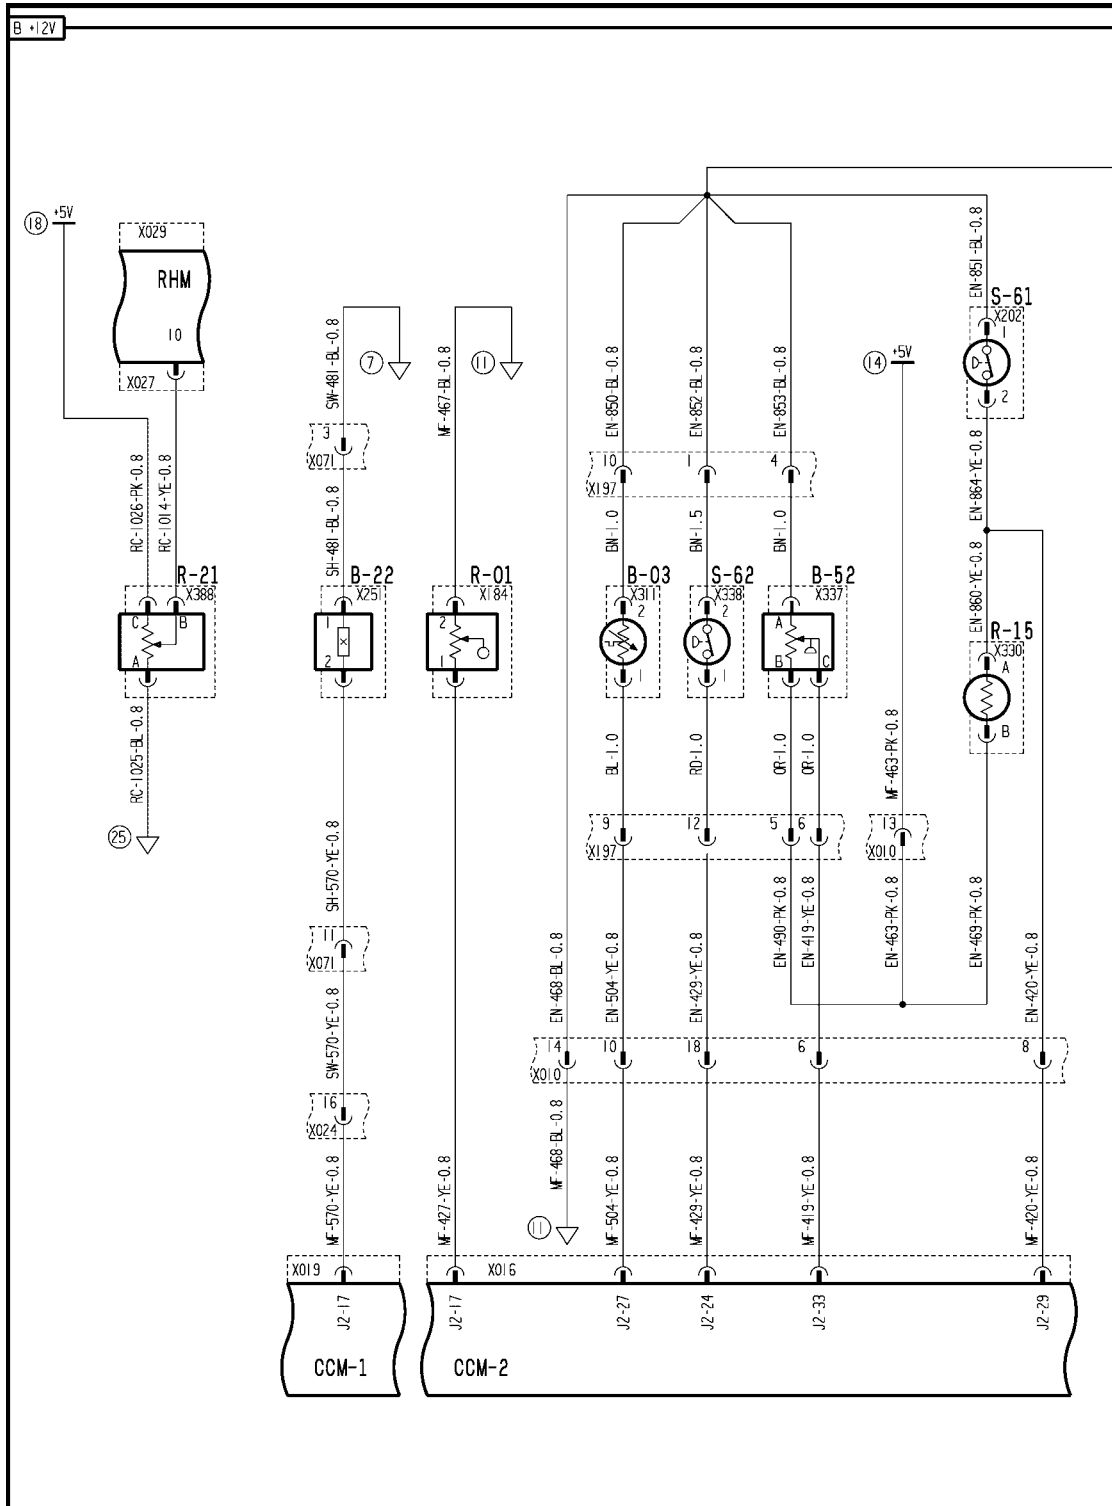 B +12V
18
+5V
X029
RHM
10
X027
RC-1026-PK-0.8
RC-1014-YE-0.8
R-21
X388
C
B
A
RC-1025-BL-0.8
25
SW-481-BL-0.8
7
3
X071
SH-481-BL-0.8
B-22
X251
1
2
SH-570-YE-0.8
11
X071
SW-570-YE-0.8
16
X024
MF-570-YE-0.8
X019
J2-17
CCM-1
MF-467-BL-0.8
11
R-01
X184
2
1
MF-427-YE-0.8
X016
J2-17
CCM-2
EN-850-BL-0.8
EN-852-BL-0.8
EN-853-BL-0.8
10
1
4
X197
BN-1.0
BN-1.5
BN-1.0
B-03
X311
2
1
S-62
X338
2
1
B-52
X337
A
B
C
BL-1.0
RD-1.0
OR-1.0
OR-1.0
9
12
5
6
X197
EN-490-PK-0.8
EN-419-YE-0.8
14
+5V
MF-463-PK-0.8
13
X010
EN-463-PK-0.8
EN-851-BL-0.8
S-61
X202
1
2
EN-864-YE-0.8
EN-860-YE-0.8
R-15
X330
A
B
EN-469-PK-0.8
EN-468-BL-0.8
EN-504-YE-0.8
EN-429-YE-0.8
EN-420-YE-0.8
14
10
18
6
8
X010
MF-468-BL-0.8
11
MF-504-YE-0.8
MF-429-YE-0.8
MF-419-YE-0.8
MF-420-YE-0.8
J2-27
J2-24
J2-33
J2-29